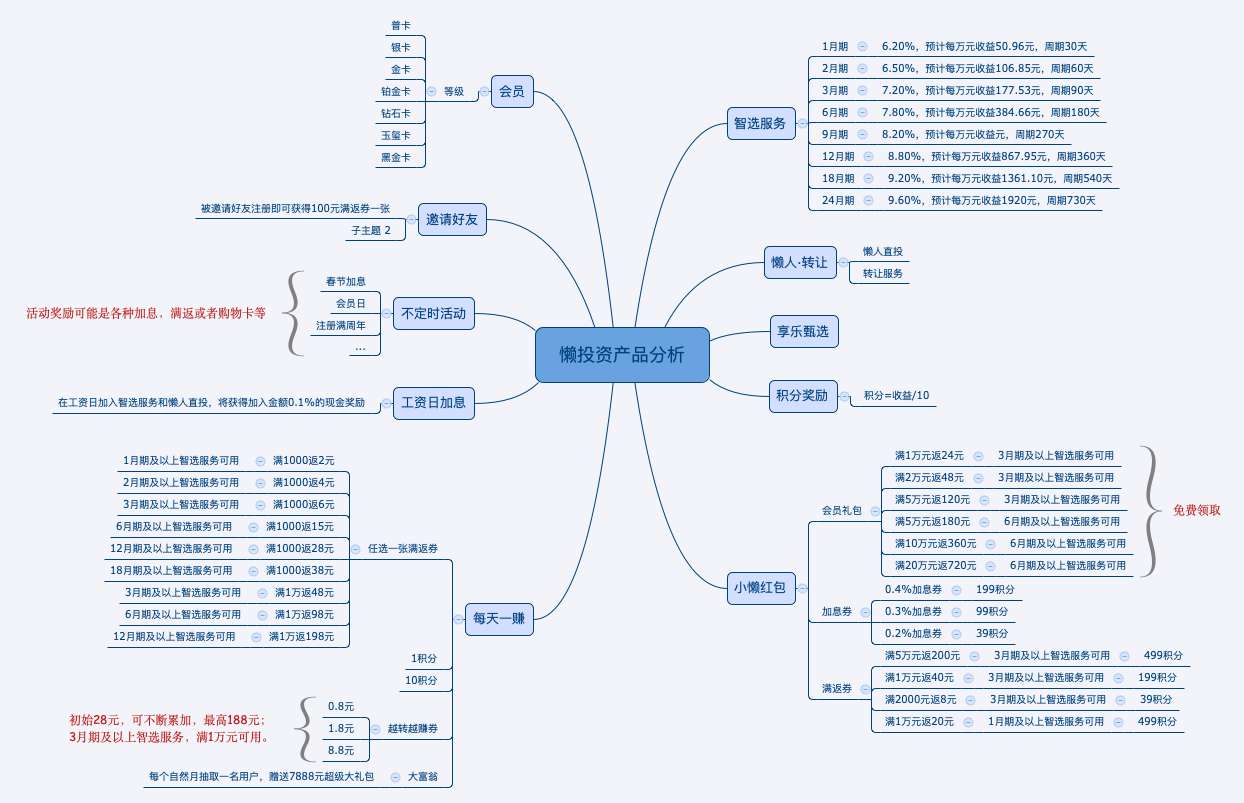 懒投资产品分析
会员
等级
普卡
银卡
金卡
铂金卡
钻石卡
玉玺卡
黑金卡
邀请好友
被邀请好友注册即可获得100元满返券一张
子主题 2
不定时活动
春节加息
会员日
注册满周年
...
活动奖励可能是各种加息，满返或者购物卡等
工资日加息
在工资日加入智选服务和懒人直投，将获得加入金额0.1%的现金奖励
每天一赚
任选一张满返券
1月期及以上智选服务可用 满1000返2元
2月期及以上智选服务可用 满1000返4元
3月期及以上智选服务可用 满1000返6元
6月期及以上智选服务可用 满1000返15元
12月期及以上智选服务可用 满1000返28元
18月期及以上智选服务可用 满1000返38元
3月期及以上智选服务可用 满1万返48元
6月期及以上智选服务可用 满1万返98元
12月期及以上智选服务可用 满1万返198元
1积分
10积分
越转越赚券
0.8元
1.8元
8.8元
初始28元，可不断累加，最高188元；
3月期及以上智选服务，满1万元可用。
每个自然月抽取一名用户，赠送7888元超级大礼包 大富翁
智选服务
1月期 6.20%，预计每万元收益50.96元，周期30天
2月期 6.50%，预计每万元收益106.85元，周期60天
3月期 7.20%，预计每万元收益177.53元，周期90天
6月期 7.80%，预计每万元收益384.66元，周期180天
9月期 8.20%，预计每万元收益元，周期270天
12月期 8.80%，预计每万元收益867.95元，周期360天
18月期 9.20%，预计每万元收益1361.10元，周期540天
24月期 9.60%，预计每万元收益1920元，周期730天
懒人·转让
懒人直投
转让服务
享乐甄选
积分奖励
积分=收益/10
小懒红包
会员礼包
满1万元返24元 3月期及以上智选服务可用
满2万元返48元 3月期及以上智选服务可用
满5万元返120元 3月期及以上智选服务可用
满5万元返180元 6月期及以上智选服务可用
满10万元返360元 6月期及以上智选服务可用
满20万元返720元 6月期及以上智选服务可用
免费领取
加息券
0.4%加息券 199积分
0.3%加息券 99积分
0.2%加息券 39积分
满返券
满5万元返200元 3月期及以上智选服务可用 499积分
满1万元返40元 3月期及以上智选服务可用 199积分
满2000元返8元 3月期及以上智选服务可用 39积分
满1万元返20元 1月期及以上智选服务可用 499积分